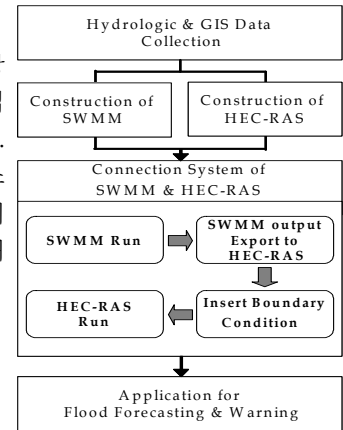 Hydrologic & GIS Data
Collection
Construction of
SWMM
Construction of
HEC-RAS
Connection System of
SWMM & HEC-RAS
SWMM Run
SWMM output
Export to
HEC-RAS
HEC-RAS
Run
Insert Boundary
Condition
Application for
Flood Forecasting & Warning